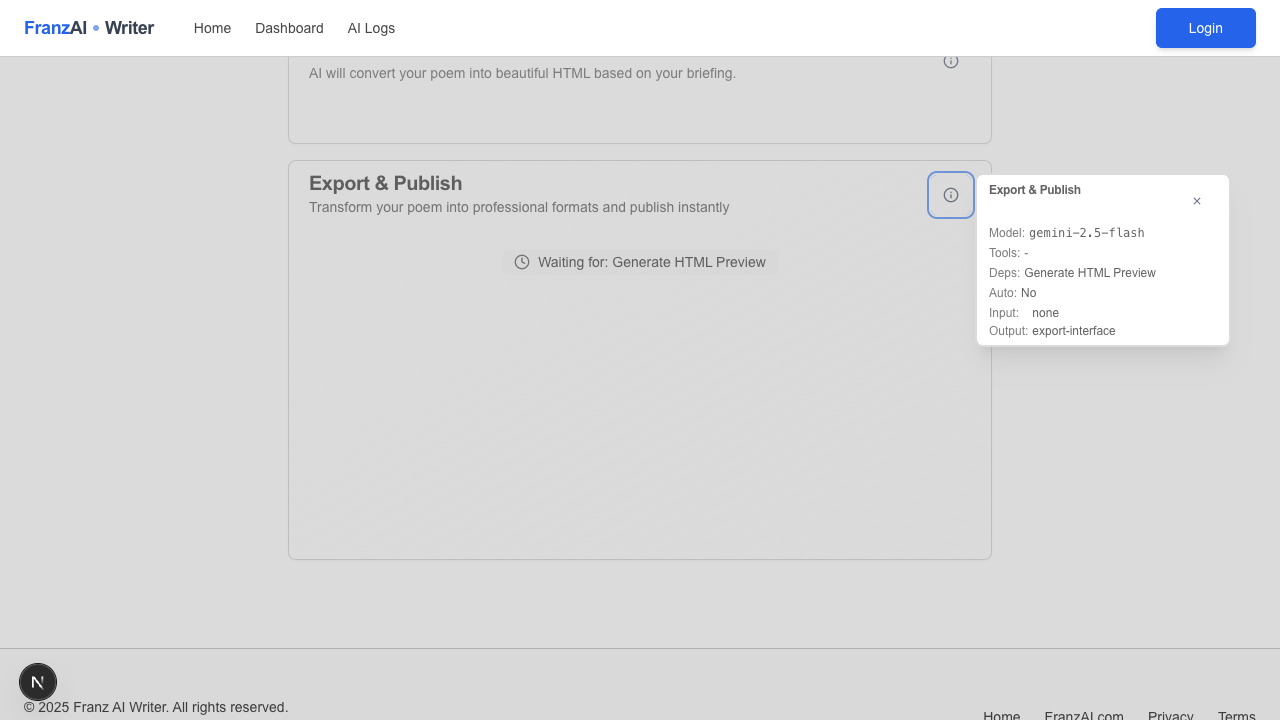 FranzAI • Writer
Home
Dashboard
AI Logs
Login
AI will convert your poem into beautiful HTML based on your briefing.
Export & Publish
Transform your poem into professional formats and publish instantly
Waiting for: Generate HTML Preview
Export & Publish
×
Model: gemini-2.5-flash
Tools: -
Deps: Generate HTML Preview
Auto: No
Input: none
Output: export-interface
N
© 2025 Franz AI Writer. All rights reserved.
Home
FranzAI.com
Privacy
Terms